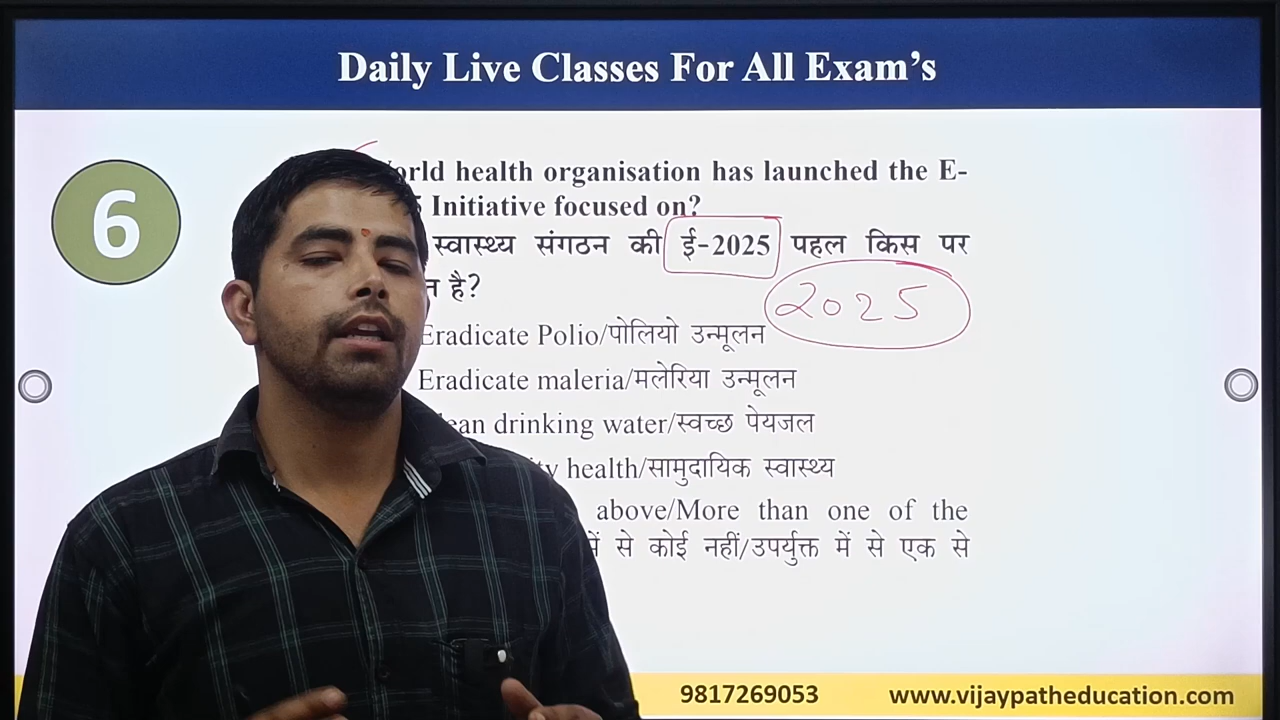 Daily Live Classes For All Exam's
6
World health organisation has launched the E-
Initiative focused on?
स्वास्थ्य संगठन की ई-2025 पहल किस पर
है?
2025
Eradicate Polio/पोलियो उन्मूलन
Eradicate maleria/मलेरिया उन्मूलन
drinking water/स्वच्छ पेयजल
health/सामुदायिक स्वास्थ्य
above/More than one of the
में से कोई नहीं/उपर्युक्त में से एक से
9817269053 www.vijaypatheducation.com